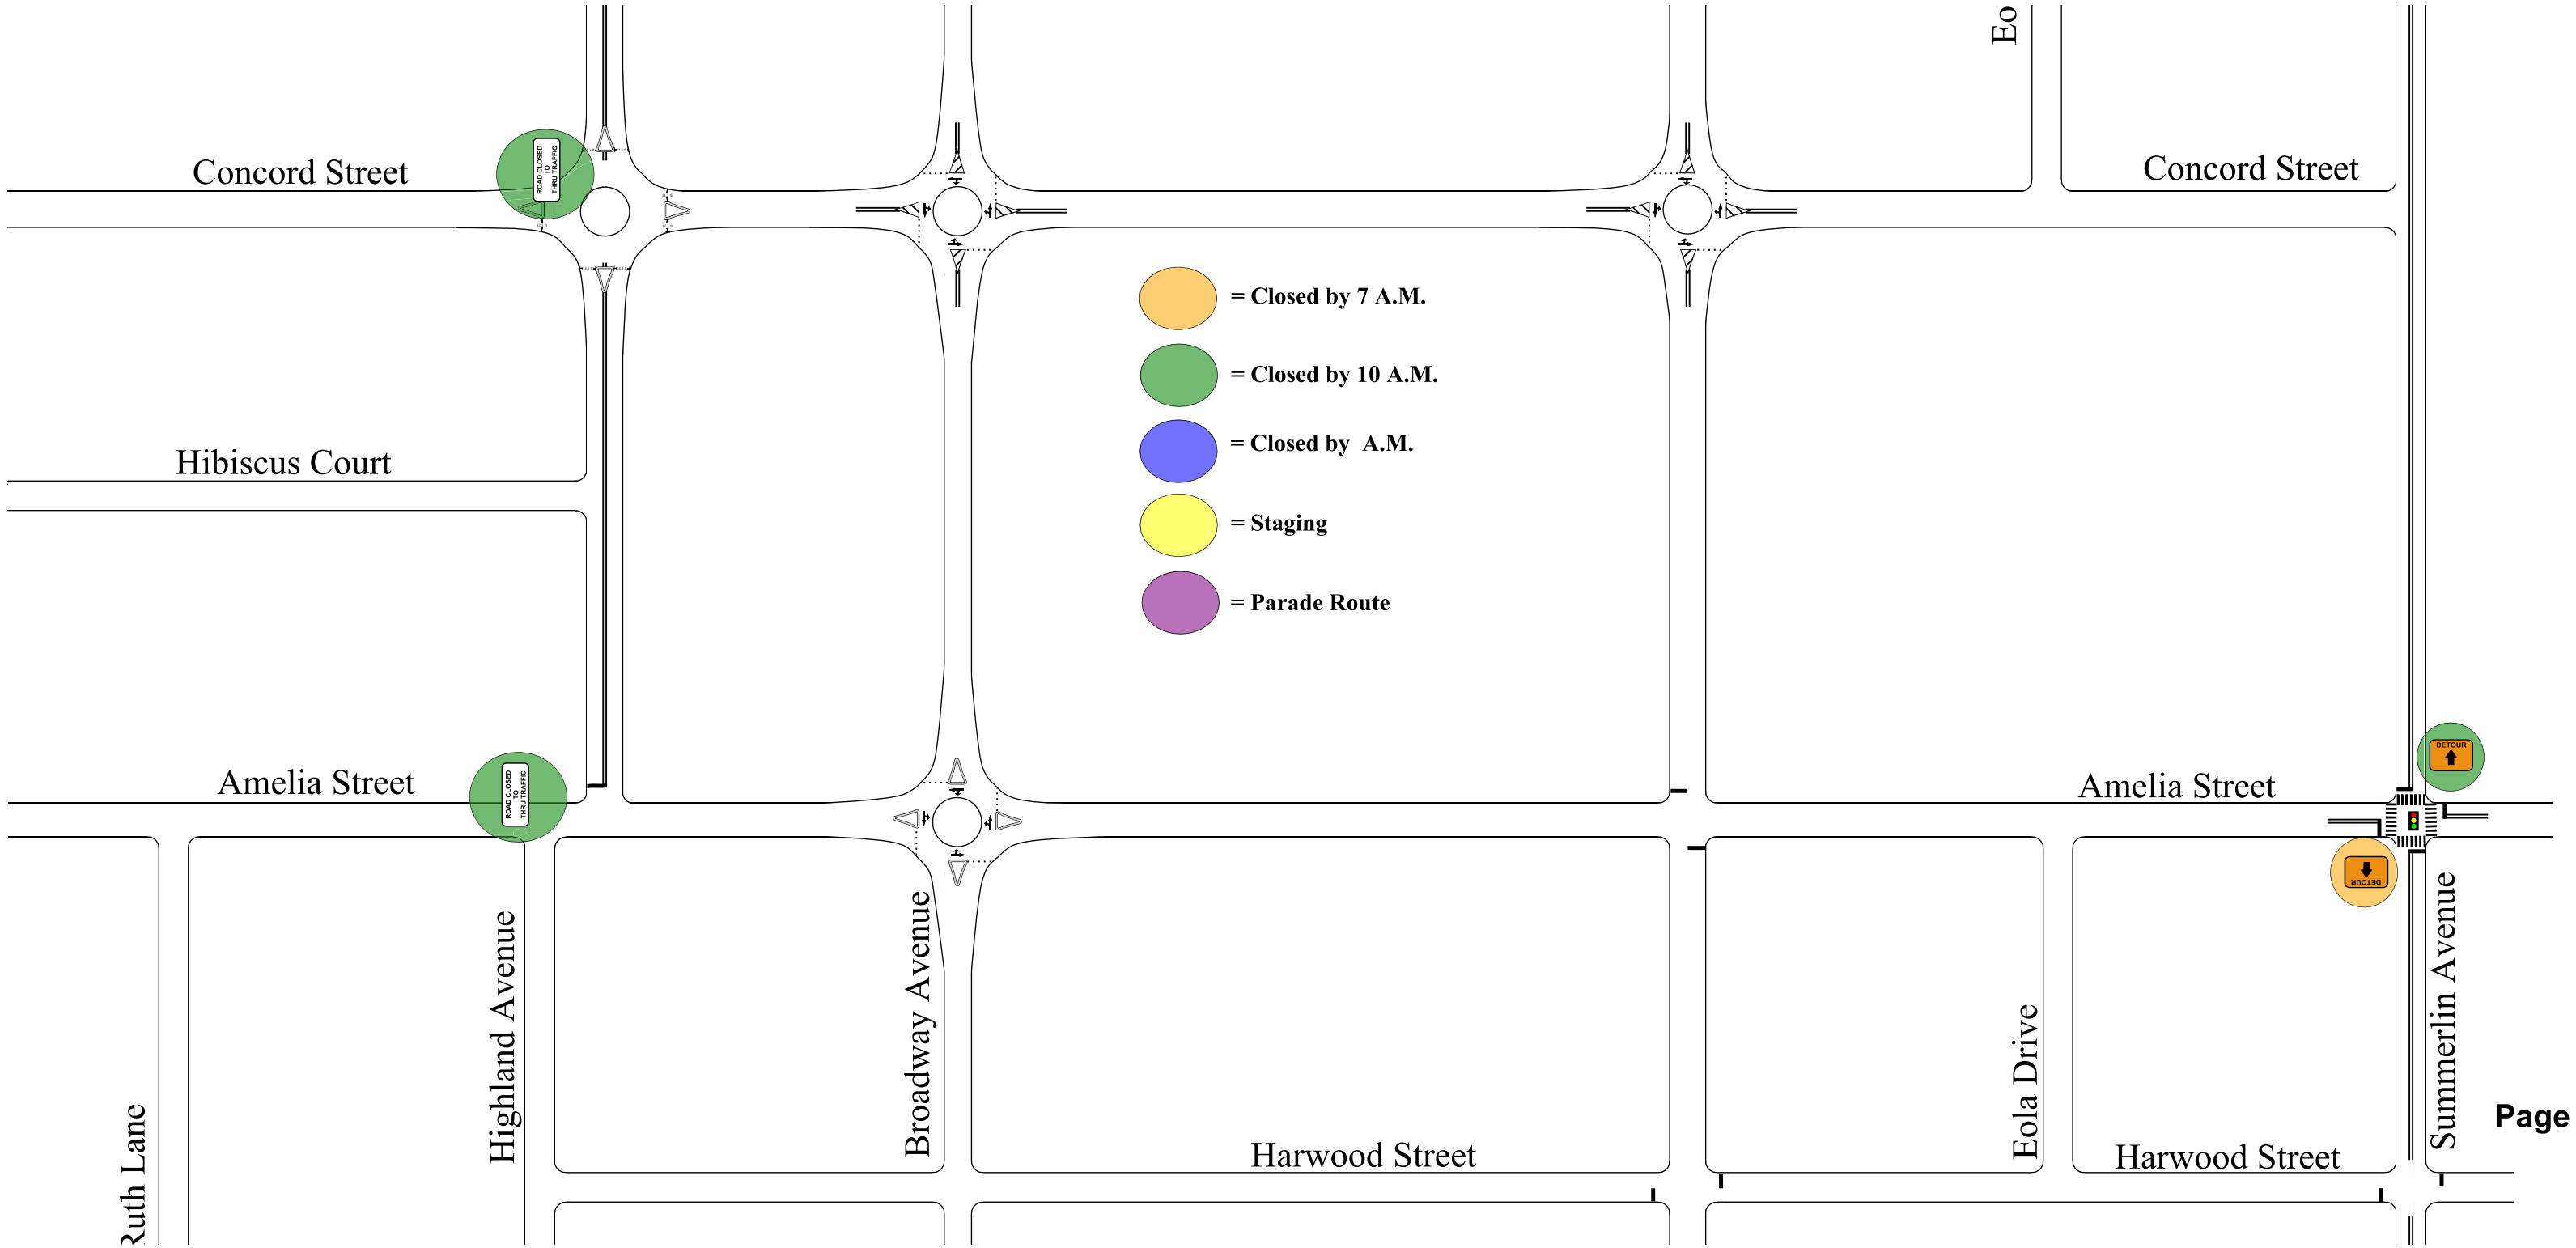 Eo
Concord Street
ROAD CLOSED
TO
THRU TRAFFIC
Concord Street
= Closed by 7 A.M.
= Closed by 10 A.M.
= Closed by  A.M.
= Staging
= Parade Route
Hibiscus Court
Amelia Street
ROAD CLOSED
TO
THRU TRAFFIC
Amelia Street
DETOUR
DETOUR
Ruth Lane
Highland Avenue
Broadway Avenue
Eola Drive
Summerlin Avenue
Page
Harwood Street
Harwood Street